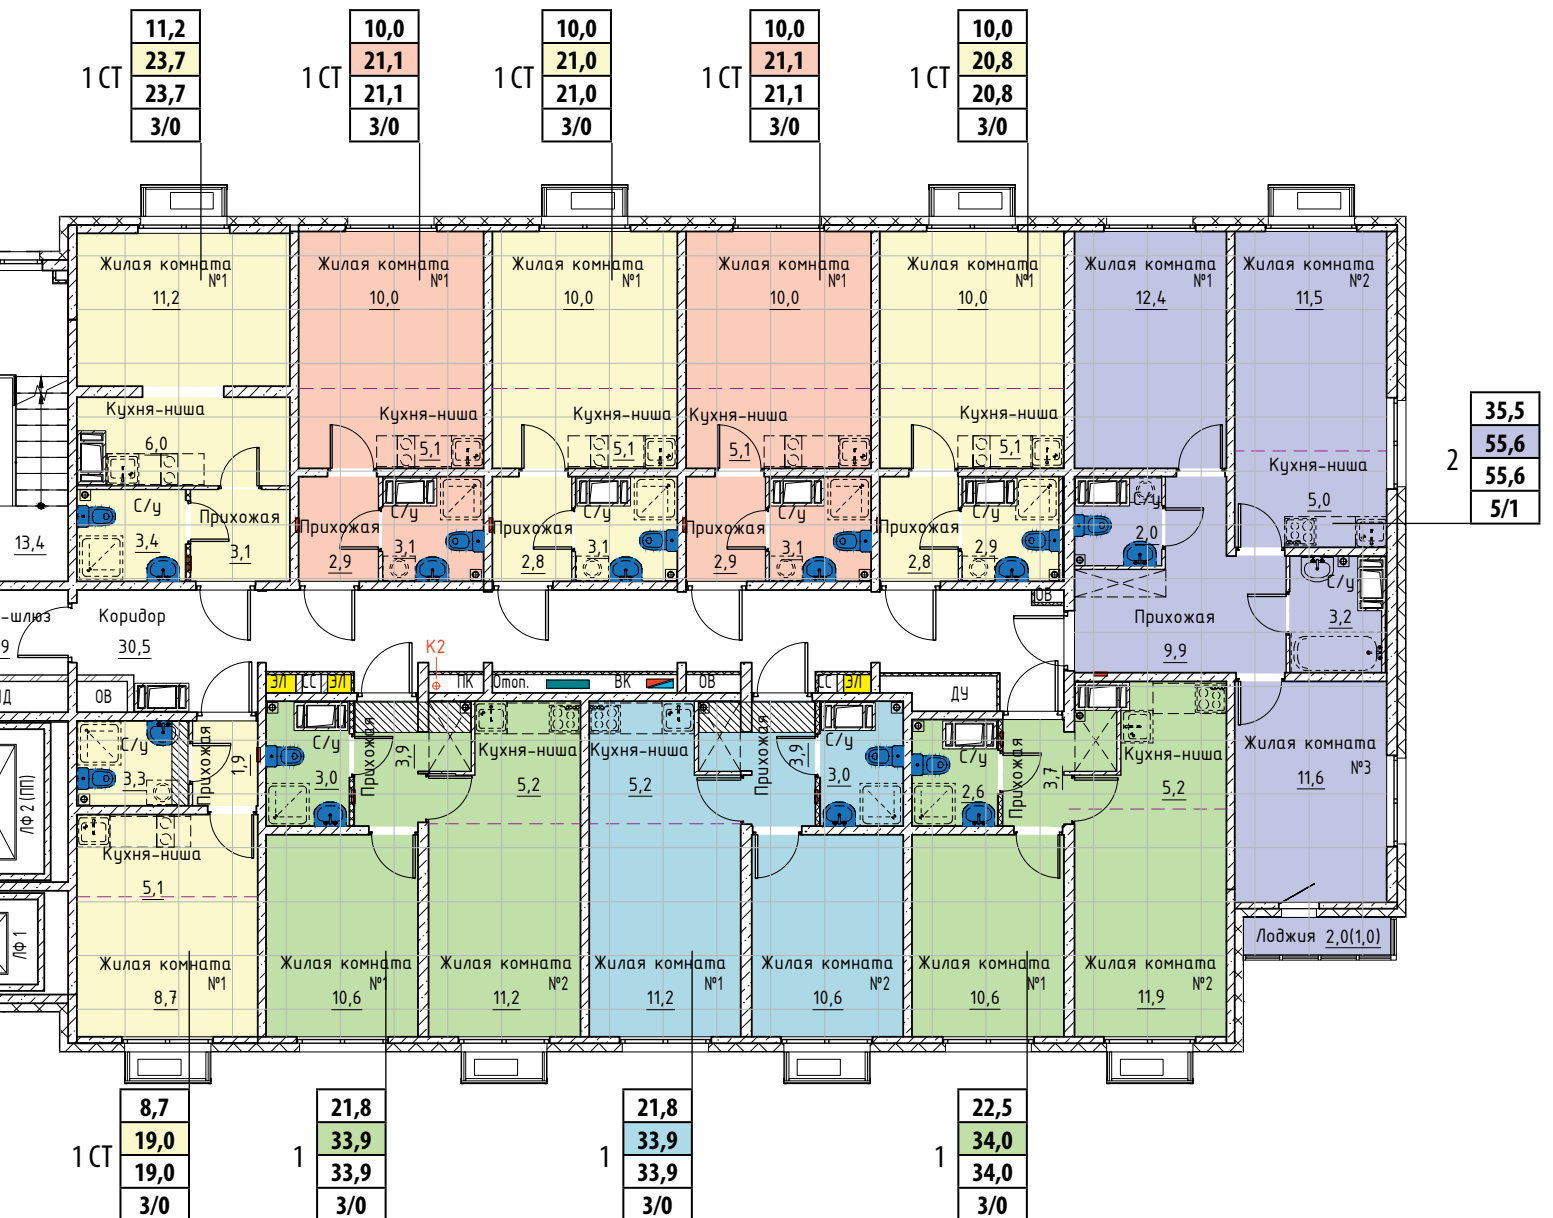 11,2
23,7
1 СТ
23,7
3/0
10,0
21,1
1 СТ
21,1
3/0
10,0
21,0
1 СТ
21,0
3/0
10,0
21,1
1 СТ
21,1
3/0
10,0
20,8
1 СТ
20,8
3/0
Жилая комната
№1
11,2
Жилая комната
№1
10,0
Жилая комната
№1
10,0
Жилая комната
№1
10,0
Жилая комната
№1
10,0
Жилая комната
№1
12,4
Жилая комната
№2
11,5
Кухня-ниша
6,0
Кухня-ниша
5,1
Кухня-ниша
5,1
Кухня-ниша
5,1
Кухня-ниша
5,1
Кухня-ниша
5,0
35,5
55,6
2
55,6
5/1
С/у
3,4
Прихожая
3,1
Прихожая
2,9
С/у
3,1
Прихожая
2,8
С/у
3,1
Прихожая
2,9
С/у
3,1
Прихожая
2,8
С/у
2,9
С/у
2,0
С/у
3,2
Прихожая
9,9
13,4
-шлюз
9
Коридор
30,5
ОВ
К2
ОВ
ЭЛ
СС
ЭЛ
ПК
Отоп.
ВК
ОВ
СС
ЭЛ
ДУ
ЛФ 2 (ПП)
ЛФ 1
С/у
3,3
Прихожая
1,9
Кухня-ниша
5,1
Жилая комната
№1
8,7
С/у
3,0
Прихожая
3,9
Кухня-ниша
5,2
Жилая комната
№1
10,6
Жилая комната
№2
11,2
Кухня-ниша
5,2
Прихожая
3,9
С/у
3,0
Жилая комната
№1
11,2
Жилая комната
№2
10,6
С/у
2,6
Прихожая
3,7
Кухня-ниша
5,2
Жилая комната
№1
10,6
Жилая комната
№2
11,9
Жилая комната
№3
11,6
Лоджия 2,0(1,0)
8,7
19,0
1 СТ
19,0
3/0
21,8
33,9
1
33,9
3/0
21,8
33,9
1
33,9
3/0
22,5
34,0
1
34,0
3/0